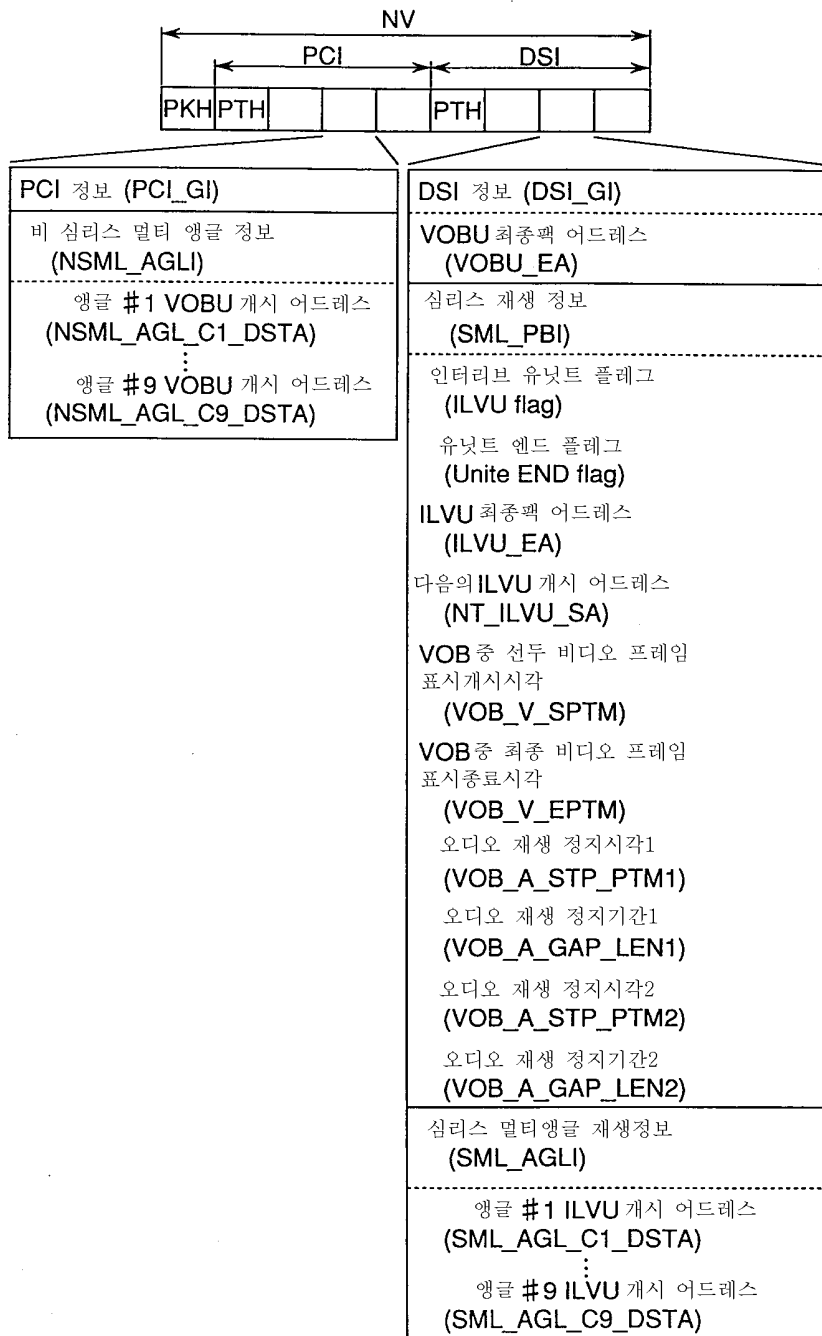 NV
PCI DSI
PKH PTH PTH
PCI 정보 (PCI_GI)
비 심리스 멀티 앵글 정보
(NSML_AGLI)
앵글 #1 VOBU 개시 어드레스
(NSML_AGL_C1_DSTA)
⋮
앵글 #9 VOBU 개시 어드레스
(NSML_AGL_C9_DSTA)
DSI 정보 (DSI_GI)
VOBU 최종팩 어드레스
(VOBU_EA)
심리스 재생 정보
(SML_PBI)
인터리브 유닛트 플레그
(ILVU flag)
유닛트 엔드 플레그
(Unite END flag)
ILVU 최종팩 어드레스
(ILVU_EA)
다음의 ILVU 개시 어드레스
(NT_ILVU_SA)
VOB 중 선두 비디오 프레임
표시개시시각
(VOB_V_SPTM)
VOB 중 최종 비디오 프레임
표시종료시각
(VOB_V_EPTM)
오디오 재생 정지시각1
(VOB_A_STP_PTM1)
오디오 재생 정지기간1
(VOB_A_GAP_LEN1)
오디오 재생 정지시각2
(VOB_A_STP_PTM2)
오디오 재생 정지기간2
(VOB_A_GAP_LEN2)
심리스 멀티앵글 재생정보
(SML_AGLI)
앵글 #1 ILVU 개시 어드레스
(SML_AGL_C1_DSTA)
⋮
앵글 #9 ILVU 개시 어드레스
(SML_AGL_C9_DSTA)